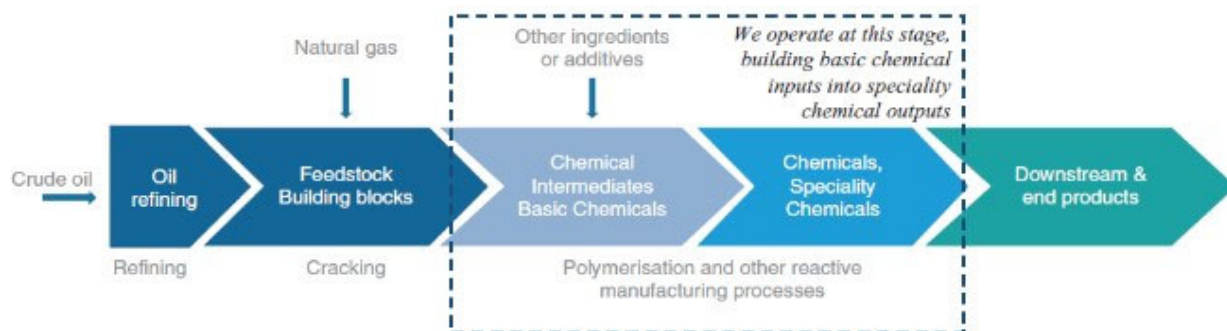 Natural gas
Other ingredients
or additives
We operate at this stage,
building basic chemical
inputs into speciality
chemical outputs
Crude oil
Oil
refining
Feedstock
Building blocks
Chemical
Intermediates
Basic Chemicals
Chemicals,
Speciality
Chemicals
Downstream &
end products
Refining
Cracking
Polymerisation and other reactive
manufacturing processes